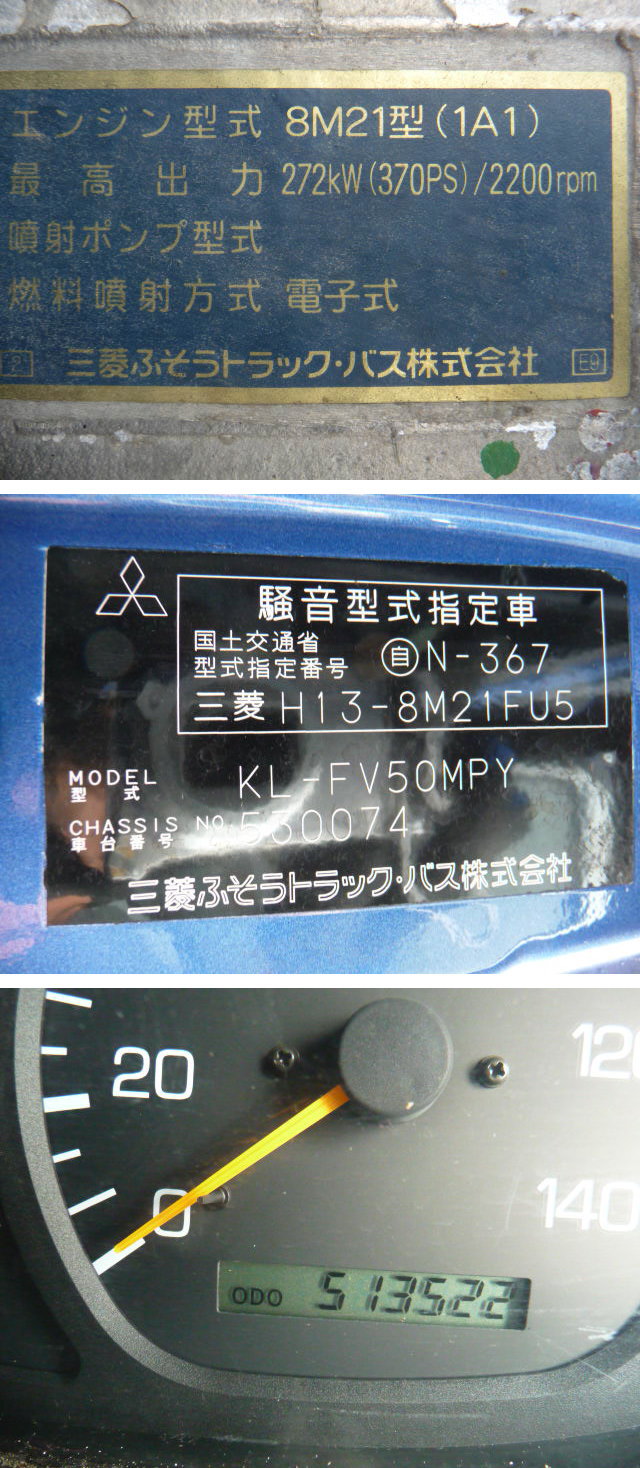 エンジン型式 8M21型(1A1)
最高出力 272kW(370PS)/2200rpm
噴射ポンプ型式
燃料噴射方式 電子式
三菱ふそうトラック・バス株式会社
騒音型式指定車
国土交通省
型式指定番号 自N-367
三菱 H13-8M21FU5
MODEL
型式 KL-FV50MPY
CHASSIS NO.
車台番号 530074
三菱ふそうトラック・バス株式会社
20
120
0
140
ODO 513522